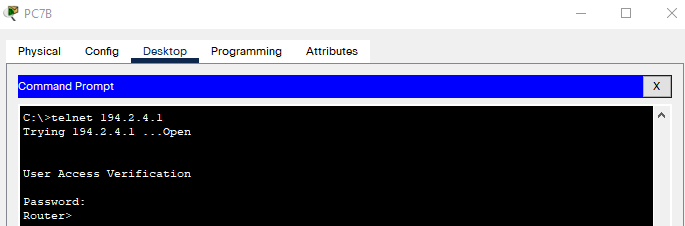 PC7B
Physical Config Desktop Programming Attributes
Command Prompt X
C:\>telnet 194.2.4.1
Trying 194.2.4.1 ...Open
User Access Verification
Password:
Router>